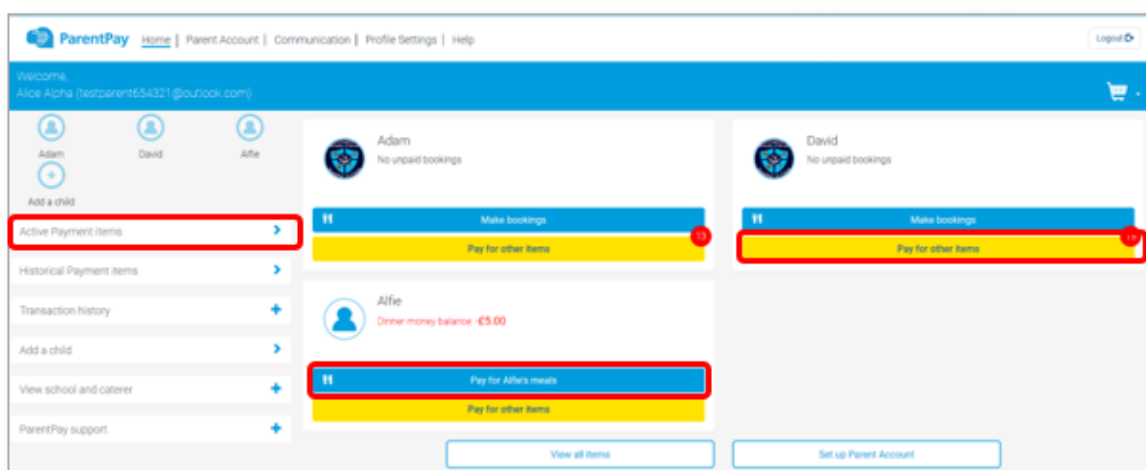 ParentPay Home | Parent Account | Communication | Profile Settings | Help
Logout
Welcome,
Alice Alpha (testparent654321@outlook.com)
Adam David Alfie
Add a child
Active Payment items
Historical Payment items
Transaction history
Add a child
View school and caterer
ParentPay support
Adam
No unpaid bookings
Make bookings
13
Pay for other items
David
No unpaid bookings
Make bookings
Pay for other items
Alfie
Dinner money balance: -£5.00
Pay for Alfie's meals
Pay for other items
View all items
Set up Parent Account